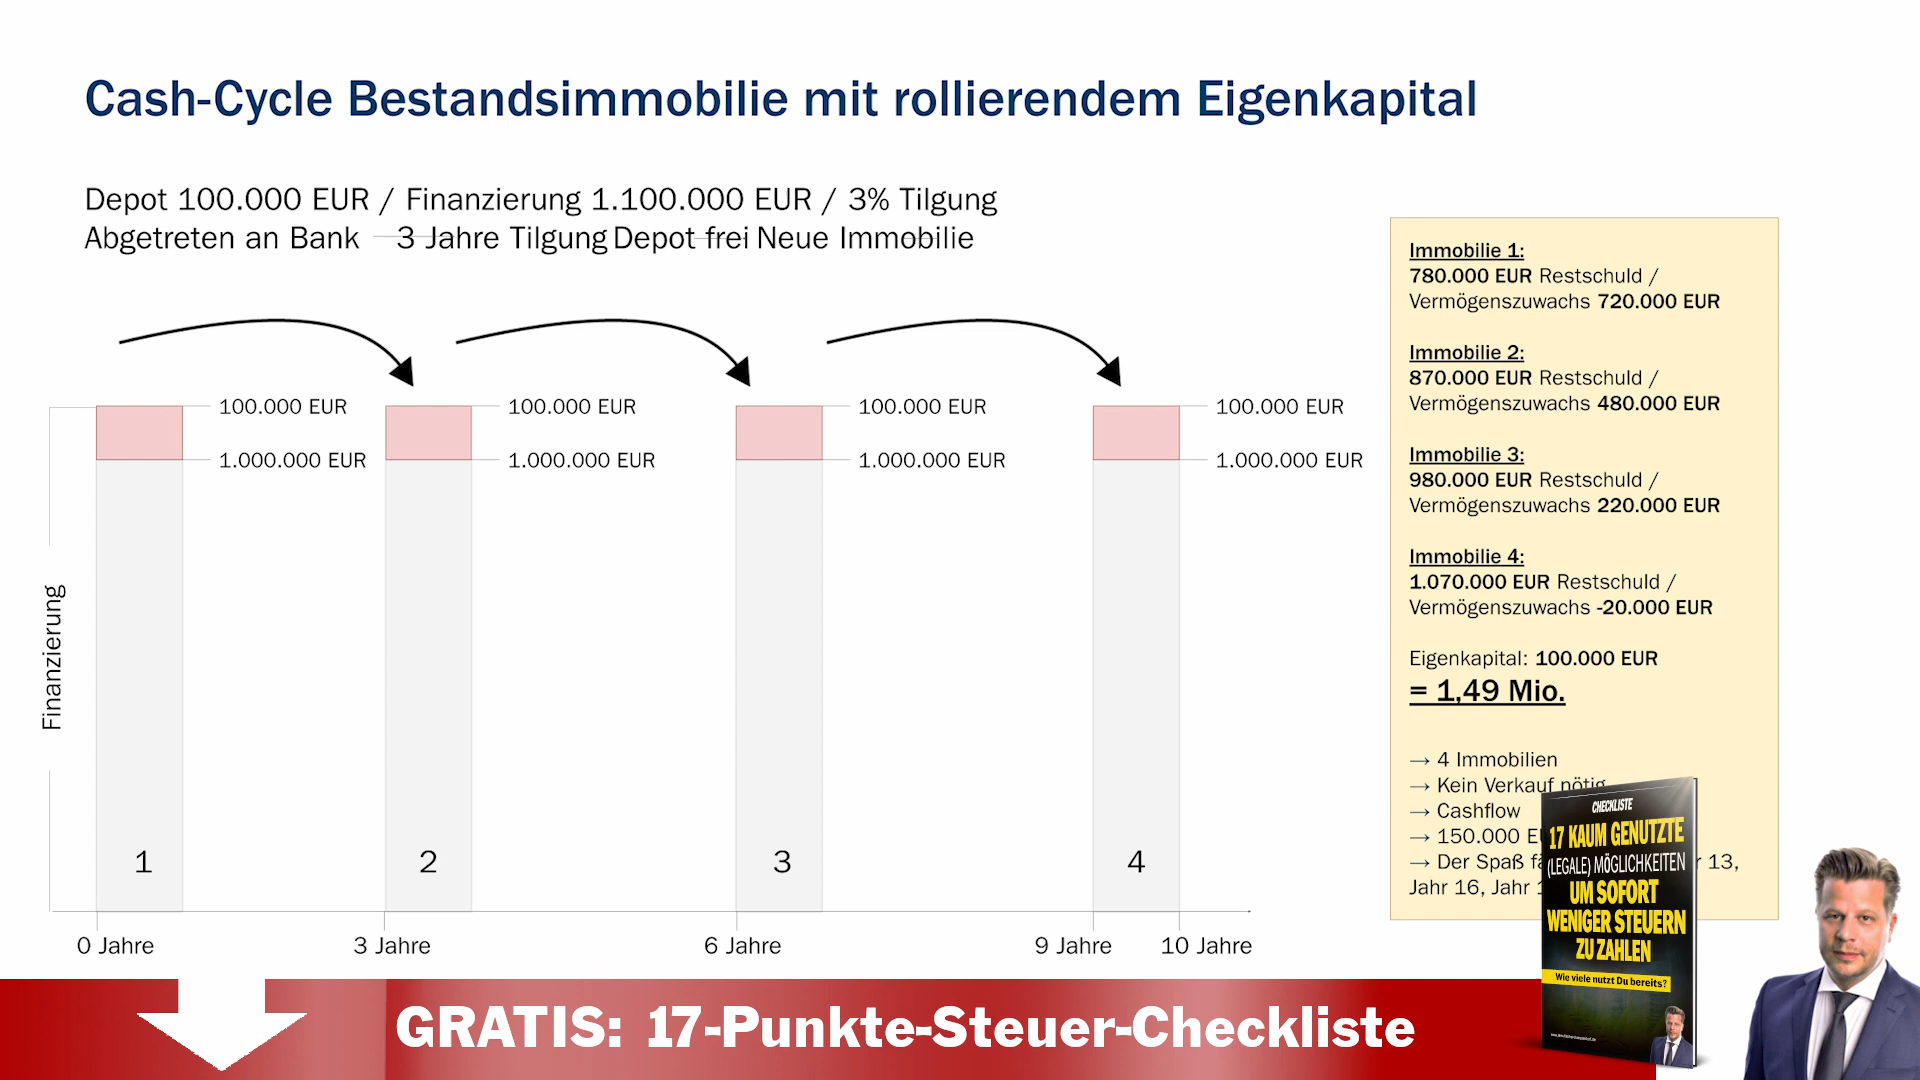 Cash-Cycle Bestandsimmobilie mit rollierendem Eigenkapital
Depot 100.000 EUR / Finanzierung 1.100.000 EUR / 3% Tilgung
Abgetreten an Bank 3 Jahre Tilgung Depot frei Neue Immobilie
100.000 EUR
1.000.000 EUR
100.000 EUR
1.000.000 EUR
100.000 EUR
1.000.000 EUR
100.000 EUR
1.000.000 EUR
Finanzierung
1
2
3
4
0 Jahre
3 Jahre
6 Jahre
9 Jahre
10 Jahre
Immobilie 1:
780.000 EUR Restschuld /
Vermögenszuwachs 720.000 EUR
Immobilie 2:
870.000 EUR Restschuld /
Vermögenszuwachs 480.000 EUR
Immobilie 3:
980.000 EUR Restschuld /
Vermögenszuwachs 220.000 EUR
Immobilie 4:
1.070.000 EUR Restschuld /
Vermögenszuwachs -20.000 EUR
Eigenkapital: 100.000 EUR
= 1,49 Mio.
→ 4 Immobilien
→ Kein Verkauf nötig
→ Cashflow
→ 150.000
→ Der Spaß 13,
Jahr 16, Jahr
CHECKLISTE
17 KAUM GENUTZTE
(LEGALE) MÖGLICHKEITEN
UM SOFORT
WENIGER STEUERN
ZU ZAHLEN
Wie viele nutzt Du bereits?
GRATIS: 17-Punkte-Steuer-Checkliste